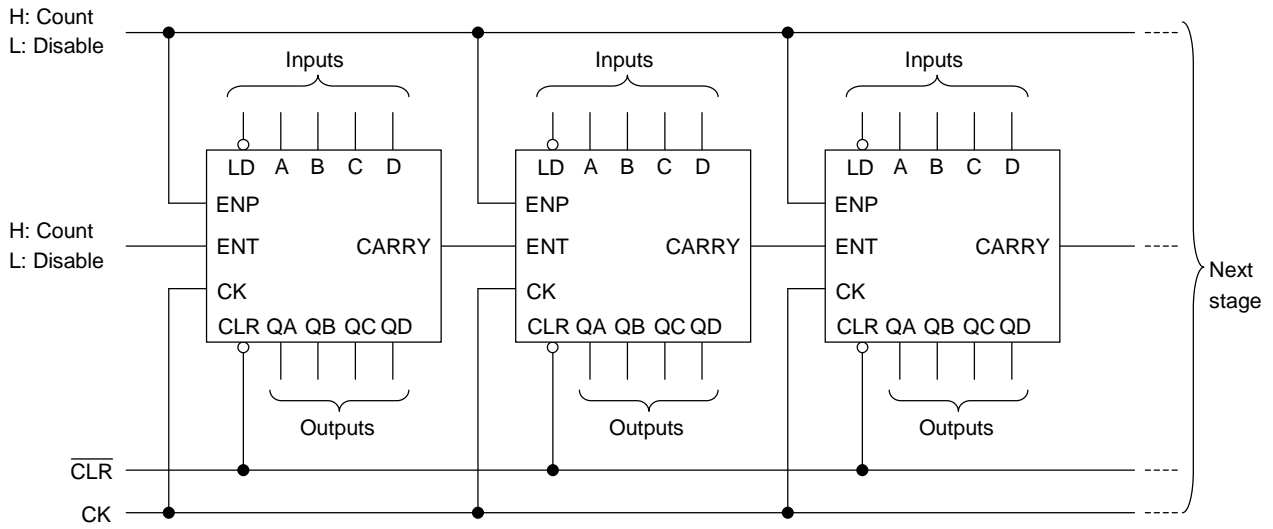 H: Count
L: Disable
Inputs
Inputs
Inputs
LD A B C D
LD A B C D
LD A B C D
ENP
ENP
ENP
H: Count
L: Disable
ENT CARRY
ENT CARRY
ENT CARRY
CK
CK
CK
Next
stage
CLR QA QB QC QD
CLR QA QB QC QD
CLR QA QB QC QD
Outputs
Outputs
Outputs
C̅L̅R̅
CK